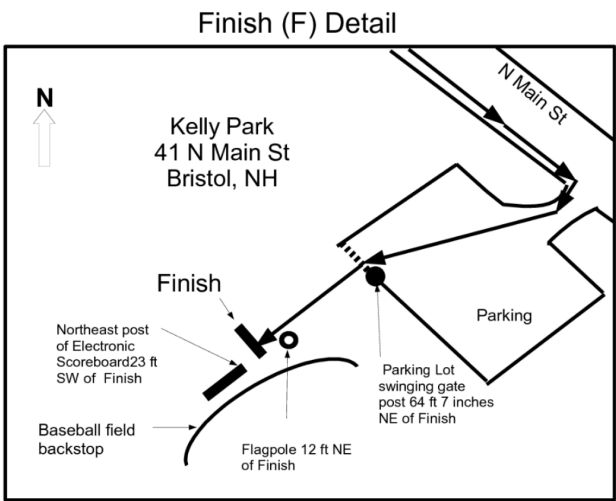 Finish (F) Detail
N
N Main St
Kelly Park
41 N Main St
Bristol, NH
Finish
Northeast post
of Electronic
Scoreboard23 ft
SW of Finish
Parking
Parking Lot
swinging gate
post 64 ft 7 inches
NE of Finish
Baseball field
backstop
Flagpole 12 ft NE
of Finish